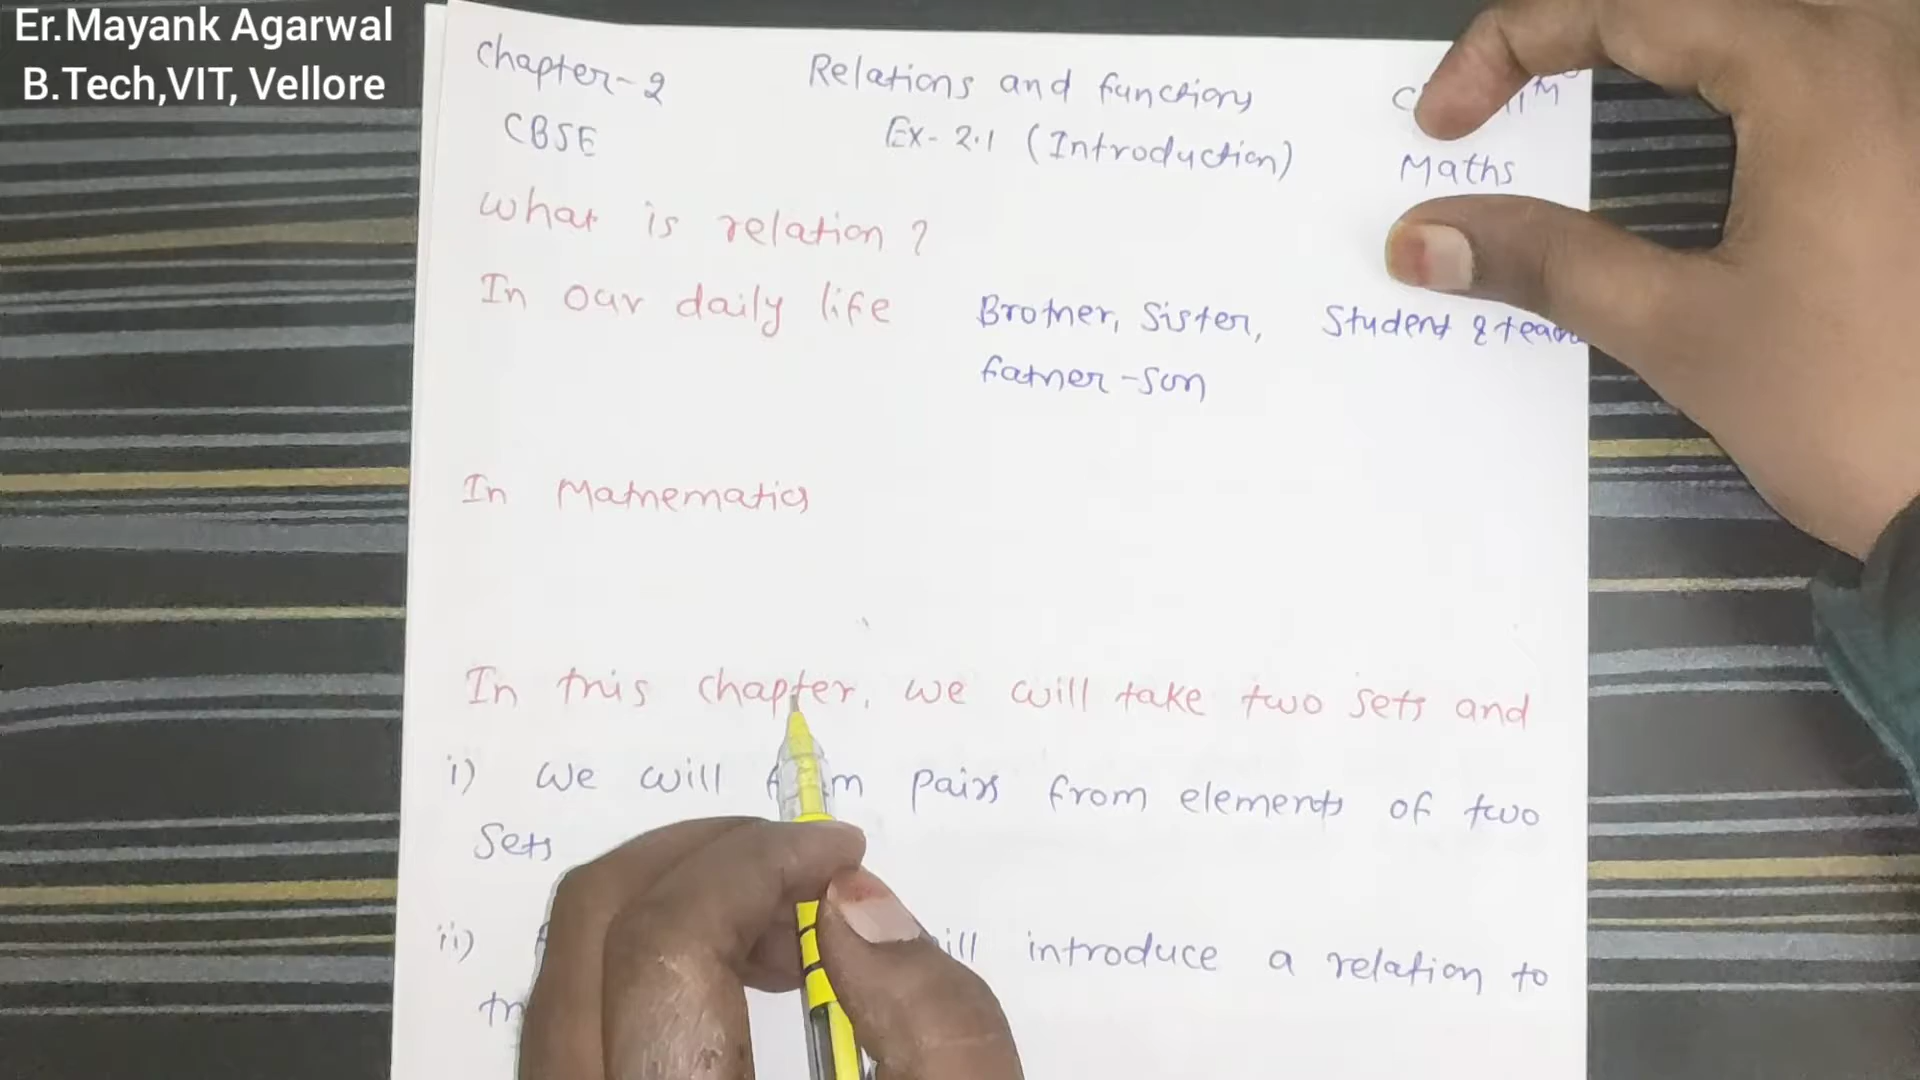 Er.Mayank Agarwal
B.Tech,VIT, Vellore
Chapter-2 Relations and functions
CBSE Ex- 2.1 (Introduction) Maths
What is relation ?
In our daily life Brother, Sister, Student &
father -son
In Mathematics
In this chapter, we will take two sets and
i) We will pairs from elements of two
Sets
ii) introduce a relation to